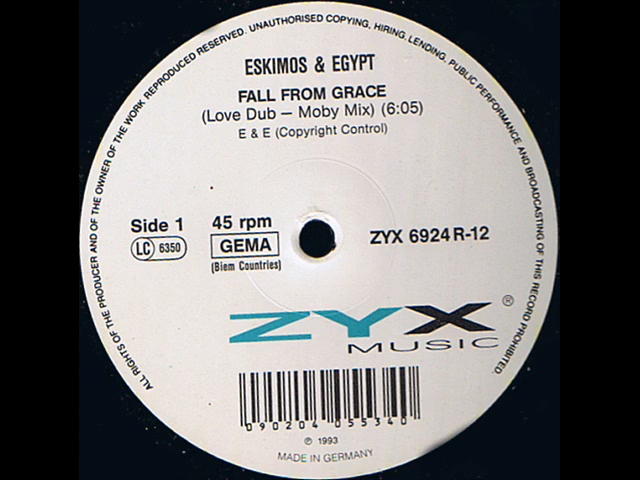 ALL RIGHTS OF THE PRODUCER AND OF THE OWNER OF THE WORK REPRODUCED RESERVED. UNAUTHORISED COPYING, HIRING, LENDING, PUBLIC PERFORMANCE AND BROADCASTING OF THIS RECORD PROHIBITED.
ESKIMOS & EGYPT
FALL FROM GRACE
(Love Dub – Moby Mix) (6:05)
E & E (Copyright Control)
Side 1 45 rpm ZYX 6924 R-12
LC 6350 GEMA
(Biem Countries)
ZYX ®
MUSIC
090204 055340
℗ 1993
MADE IN GERMANY